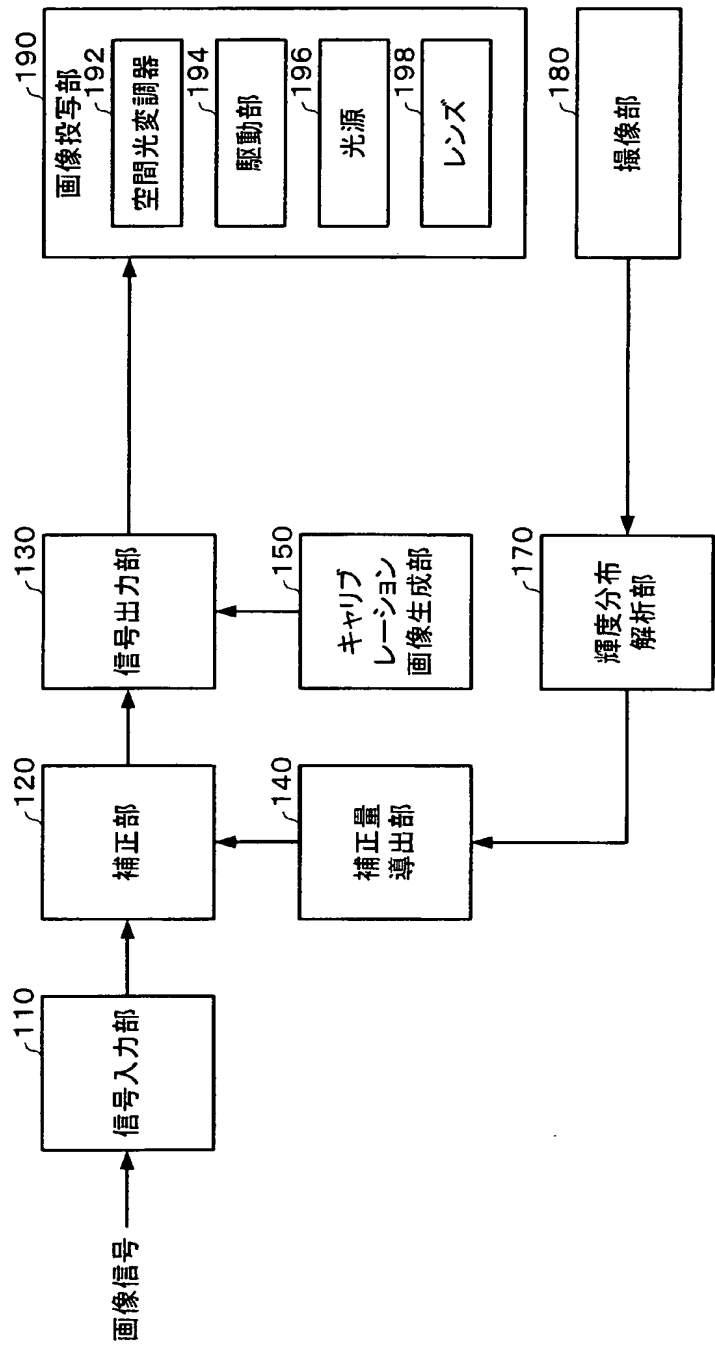 画像信号
110
信号入力部
120
補正部
130
信号出力部
140
補正量
導出部
150
キャリブ
レーション
画像生成部
190
画像投写部
192
空間光変調器
194
駆動部
196
光源
198
レンズ
170
輝度分布
解析部
180
撮像部